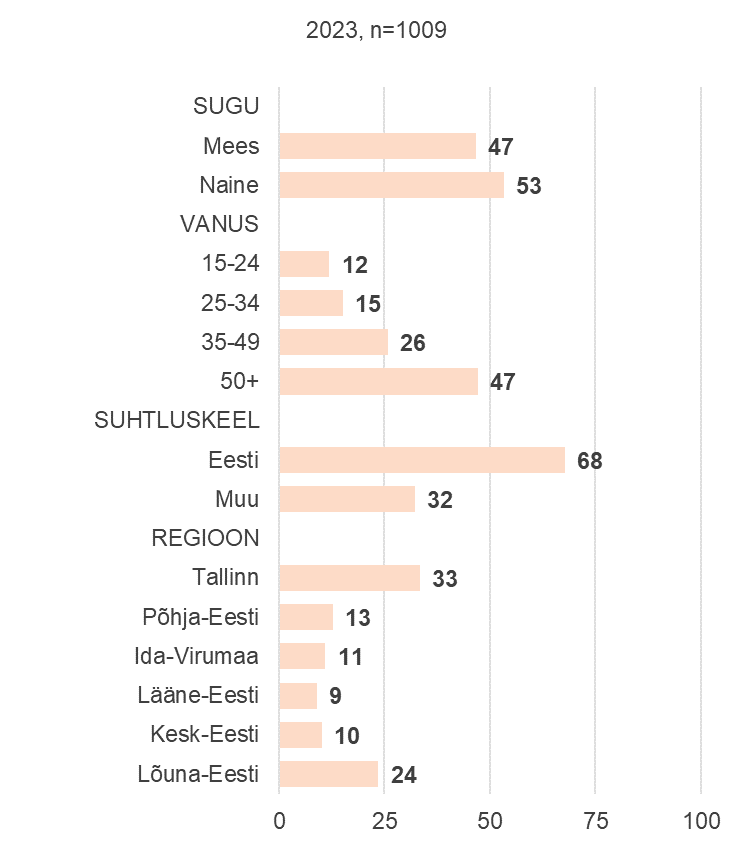 2023, n=1009
SUGU
Mees 47
Naine 53
VANUS
15-24 12
25-34 15
35-49 26
50+ 47
SUHTLUSKEEL
Eesti 68
Muu 32
REGIOON
Tallinn 33
Põhja-Eesti 13
Ida-Virumaa 11
Lääne-Eesti 9
Kesk-Eesti 10
Lõuna-Eesti 24
0 25 50 75 100